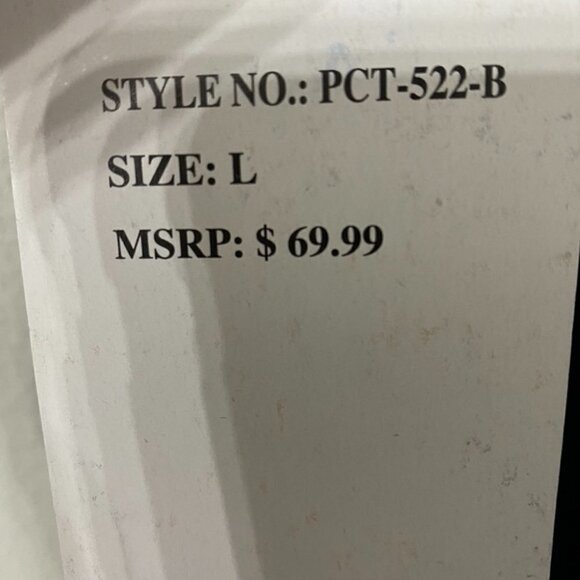 STYLE NO.: PCT-522-B
SIZE: L
MSRP: $ 69.99